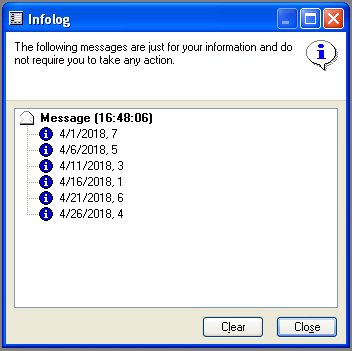 Infolog
The following messages are just for your information and do
not require you to take any action.
Message (16:48:06)
4/1/2018, 7
4/6/2018, 5
4/11/2018, 3
4/16/2018, 1
4/21/2018, 6
4/26/2018, 4
Clear
Close